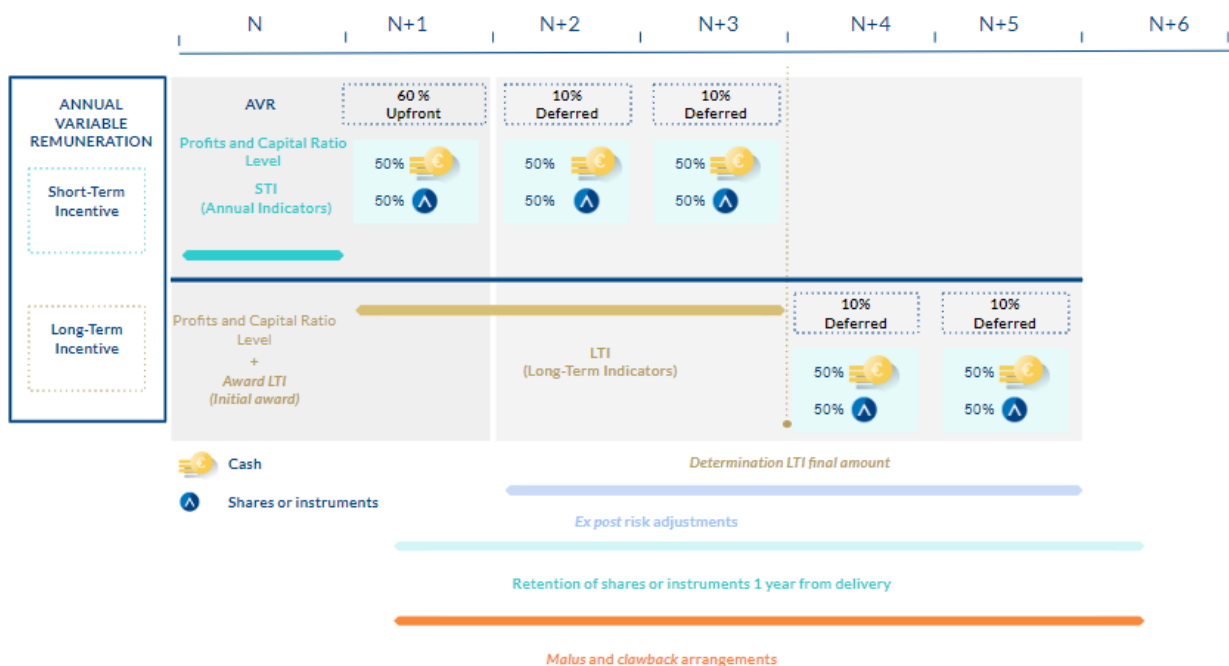 N
N+1
N+2
N+3
N+4
N+5
N+6
ANNUAL
VARIABLE
REMUNERATION
Short-Term
Incentive
Long-Term
Incentive
AVR
Profits and Capital Ratio
Level
STI
(Annual Indicators)
60 %
Upfront
50%
50%
10%
Deferred
50%
50%
10%
Deferred
50%
50%
Profits and Capital Ratio
Level
+
Award LTI
(Initial award)
LTI
(Long-Term Indicators)
10%
Deferred
50%
50%
10%
Deferred
50%
50%
Cash
Shares or instruments
Determination LTI final amount
Ex post risk adjustments
Retention of shares or instruments 1 year from delivery
Malus and clawback arrangements